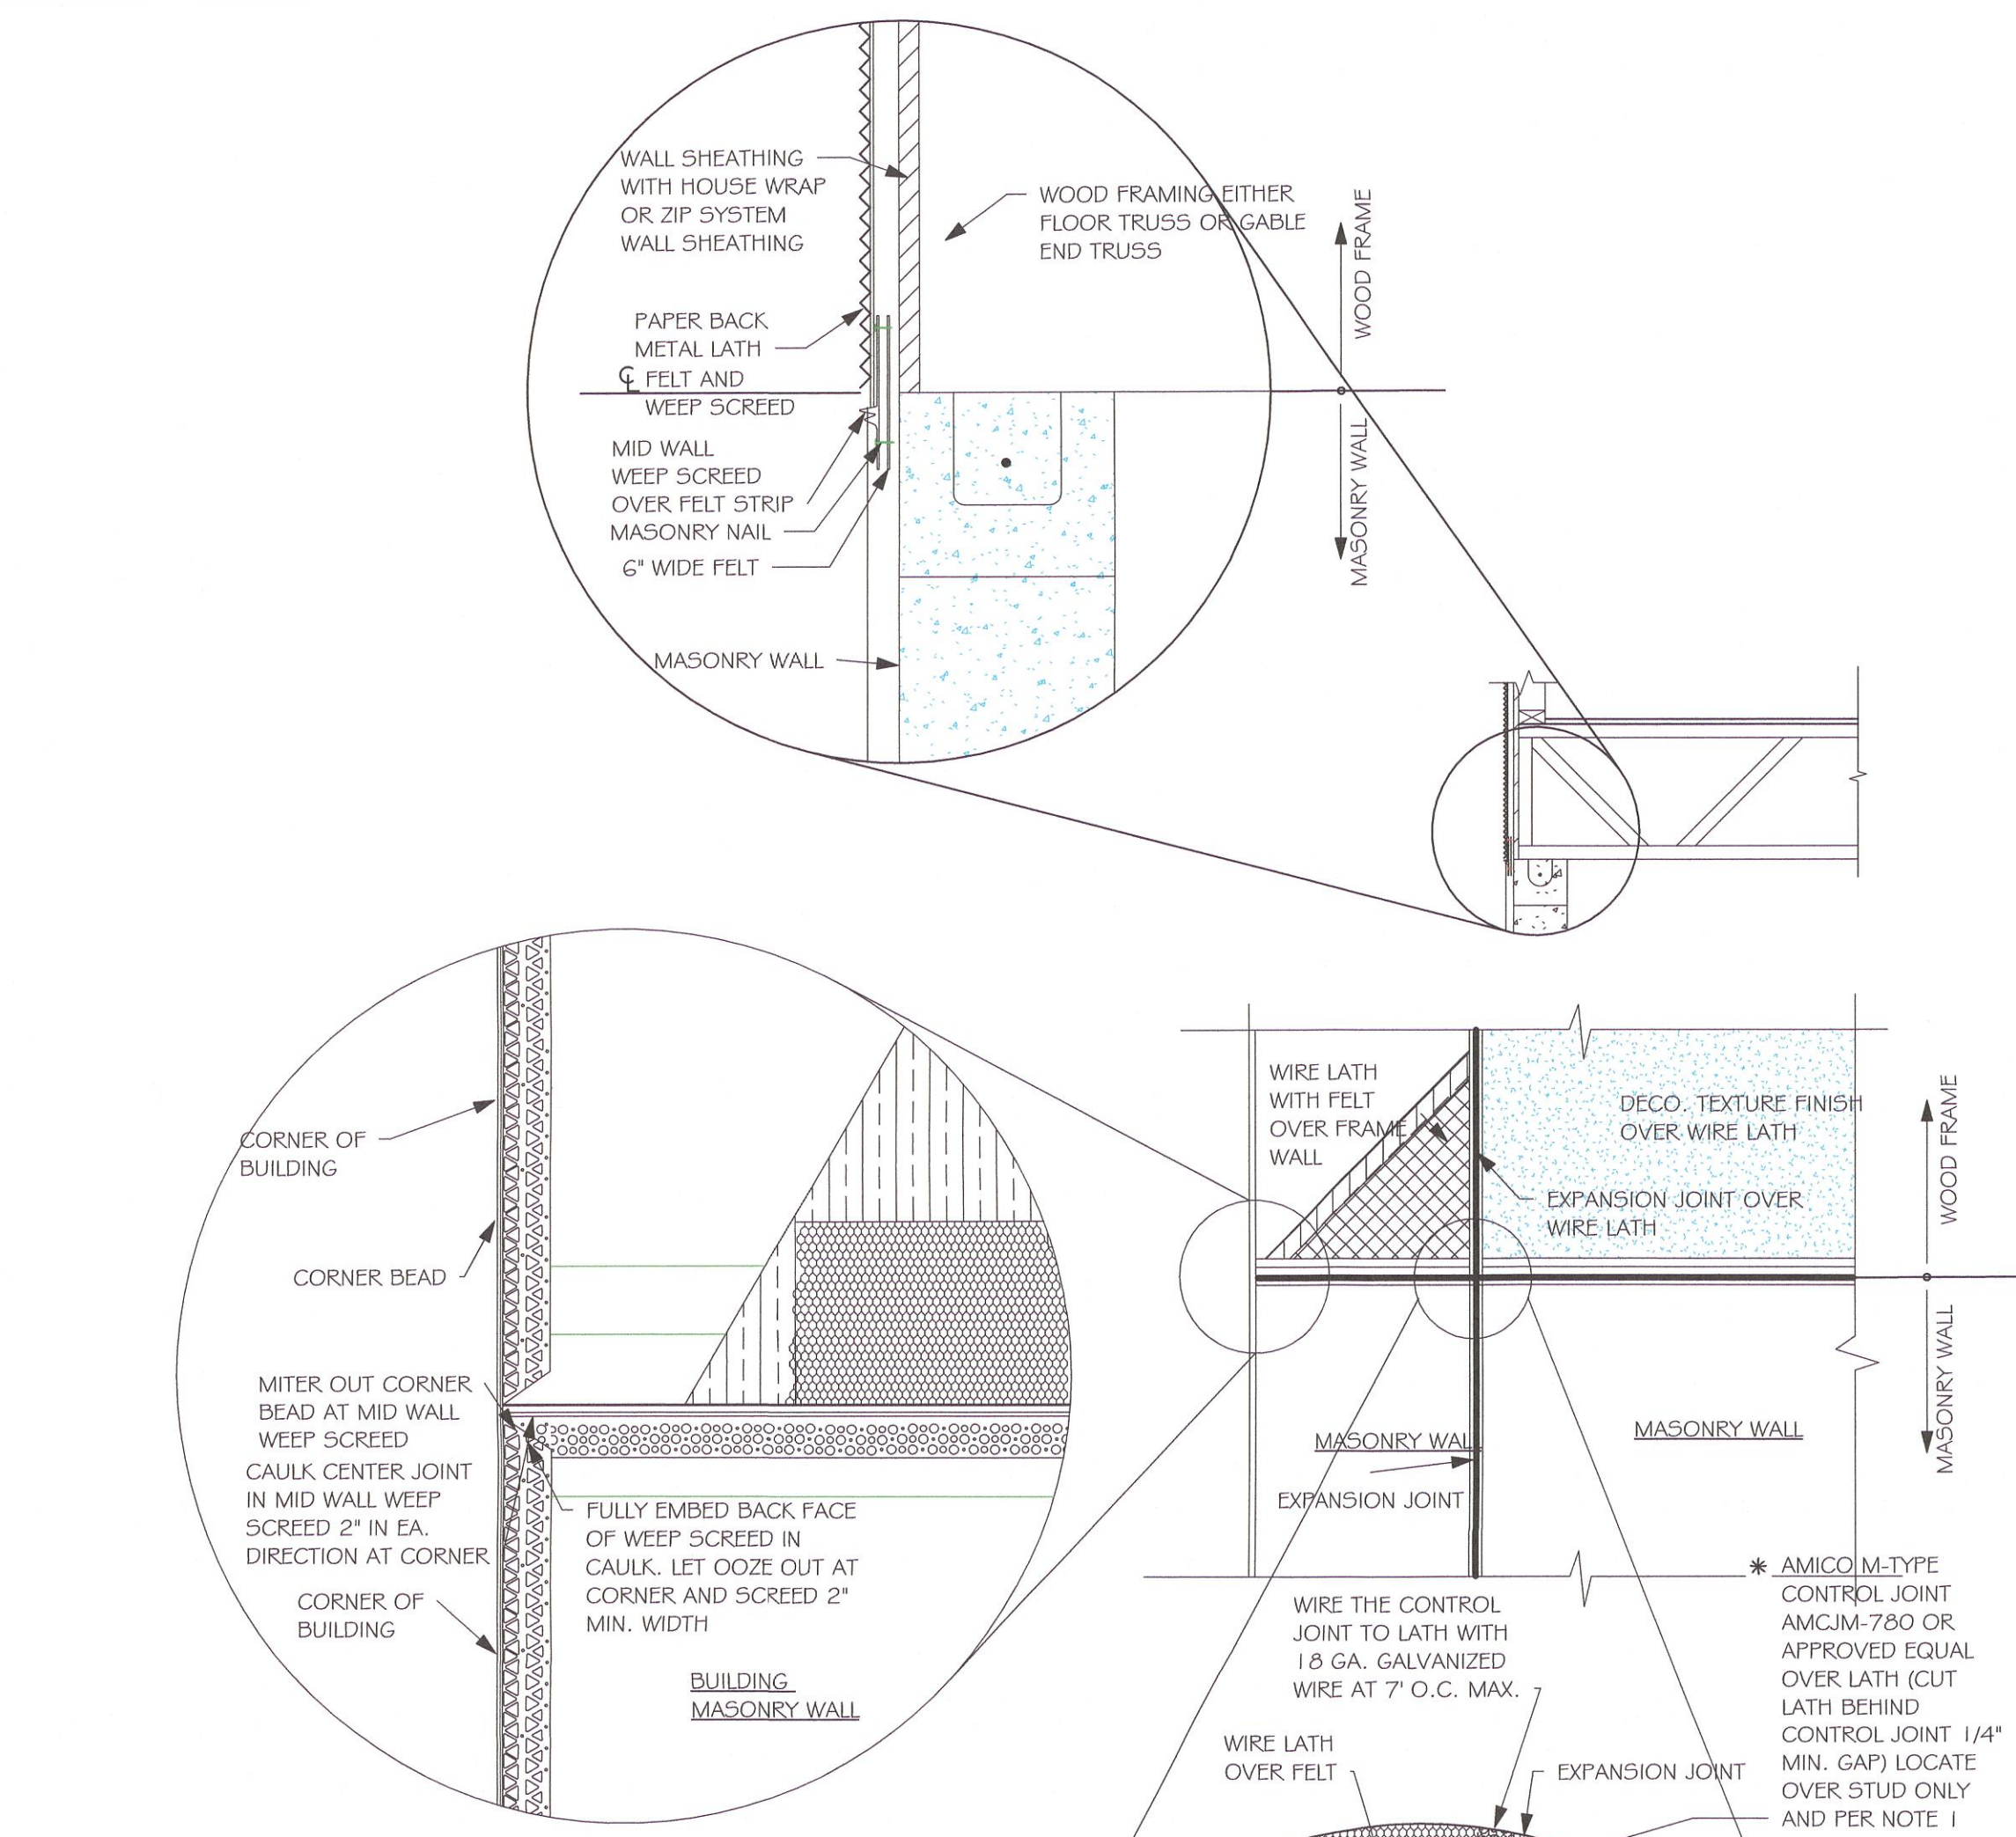 WALL SHEATHING
WITH HOUSE WRAP
OR ZIP SYSTEM
WALL SHEATHING
WOOD FRAMING EITHER
FLOOR TRUSS OR GABLE
END TRUSS
WOOD FRAME
PAPER BACK
METAL LATH
℄ FELT AND
WEEP SCREED
MID WALL
WEEP SCREED
OVER FELT STRIP
MASONRY NAIL
6" WIDE FELT
MASONRY WALL
MASONRY WALL
CORNER OF
BUILDING
CORNER BEAD
MITER OUT CORNER
BEAD AT MID WALL
WEEP SCREED
CAULK CENTER JOINT
IN MID WALL WEEP
SCREED 2" IN EA.
DIRECTION AT CORNER
CORNER OF
BUILDING
FULLY EMBED BACK FACE
OF WEEP SCREED IN
CAULK. LET OOZE OUT AT
CORNER AND SCREED 2"
MIN. WIDTH
BUILDING
MASONRY WALL
WIRE LATH
WITH FELT
OVER FRAME
WALL
DECO. TEXTURE FINISH
OVER WIRE LATH
EXPANSION JOINT OVER
WIRE LATH
WOOD FRAME
MASONRY WALL
MASONRY WAL
EXPANSION JOINT
MASONRY WALL
WIRE THE CONTROL
JOINT TO LATH WITH
18 GA. GALVANIZED
WIRE AT 7' O.C. MAX.
WIRE LATH
OVER FELT
EXPANSION JOINT
* AMICO M-TYPE
CONTROL JOINT
AMCJM-780 OR
APPROVED EQUAL
OVER LATH (CUT
LATH BEHIND
CONTROL JOINT 1/4"
MIN. GAP) LOCATE
OVER STUD ONLY
AND PER NOTE 1